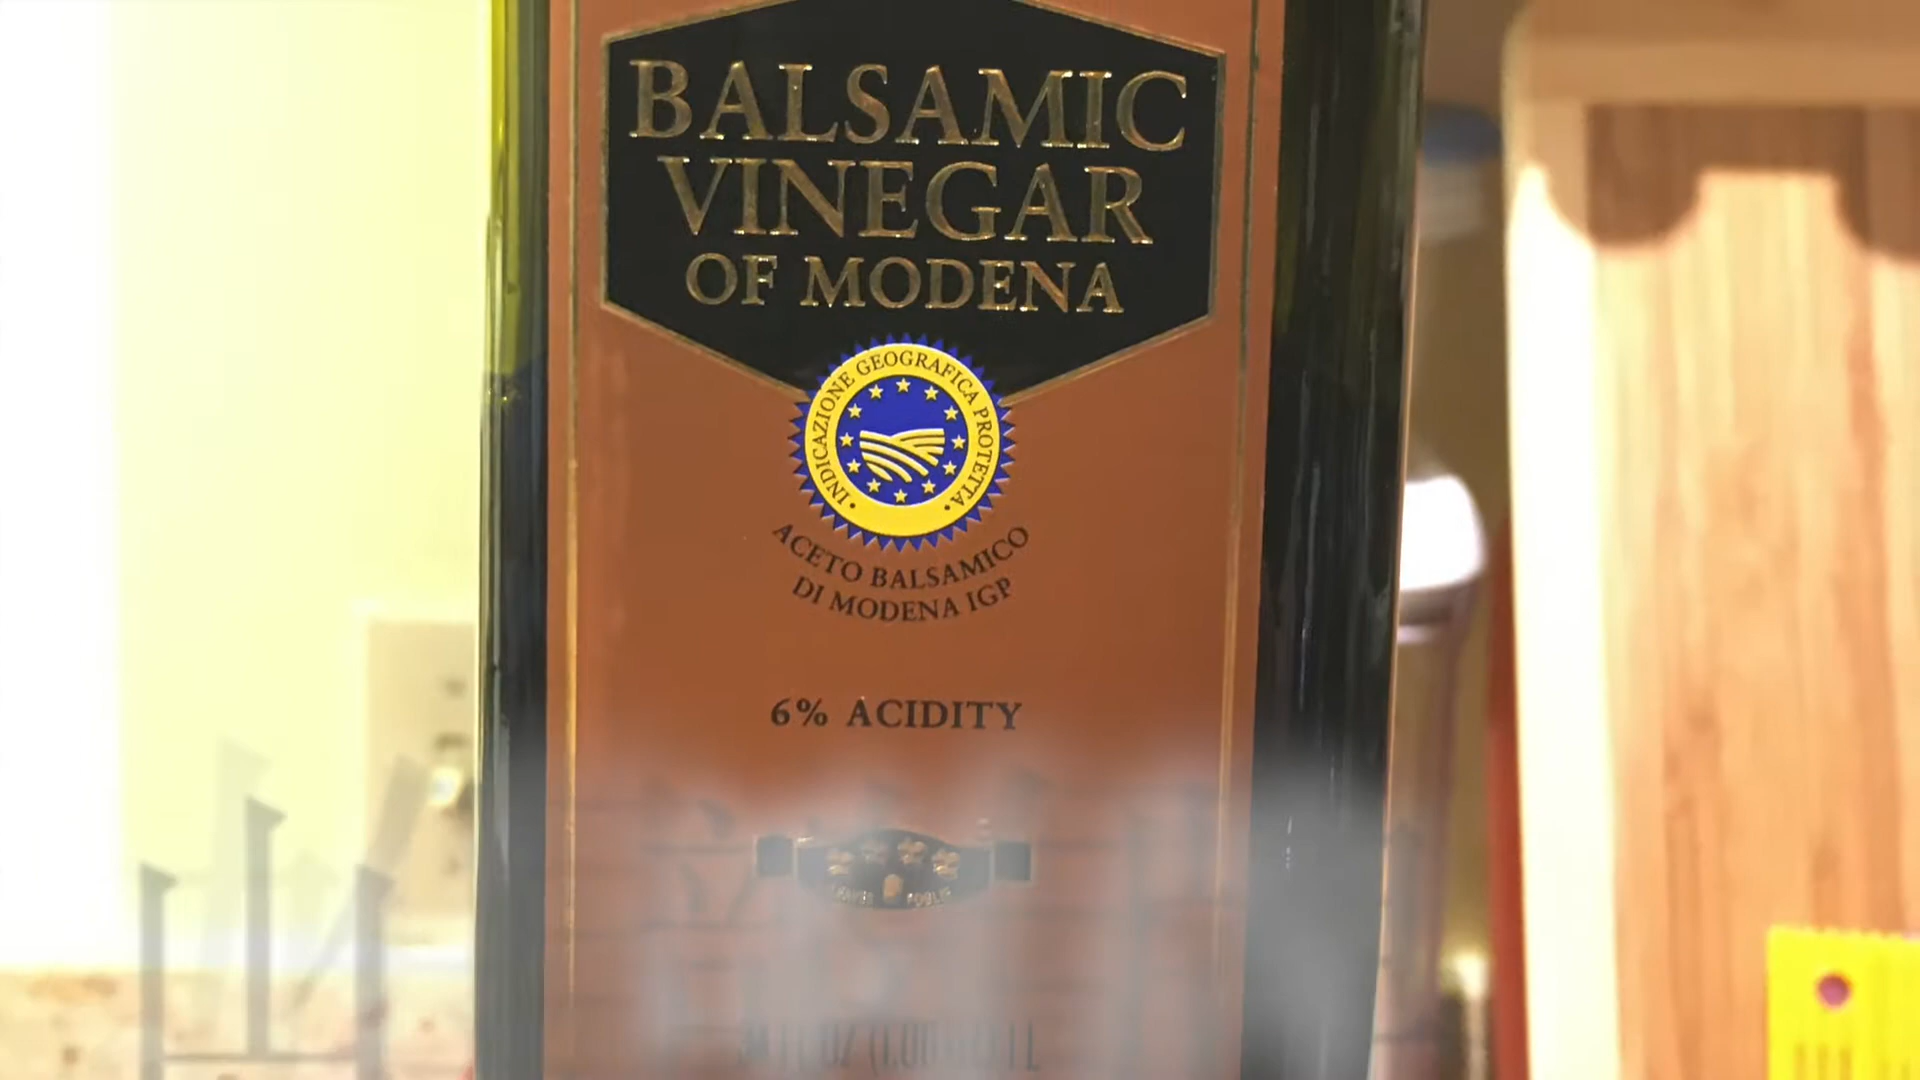 BALSAMIC
VINEGAR
OF MODENA
INDICAZIONE GEOGRAFICA PROTETTA
ACETO BALSAMICO
DI MODENA IGP
6% ACIDITY